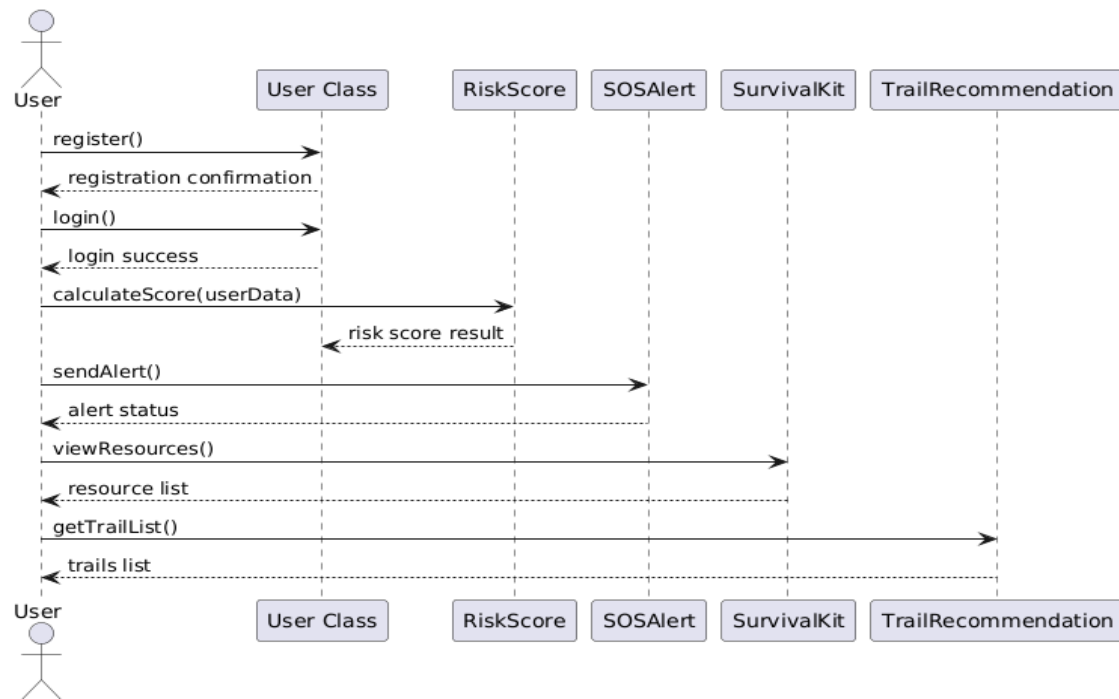 User
User Class
RiskScore
SOSAlert
SurvivalKit
TrailRecommendation
register()
registration confirmation
login()
login success
calculateScore(userData)
risk score result
sendAlert()
alert status
viewResources()
resource list
getTrailList()
trails list
User
User Class
RiskScore
SOSAlert
SurvivalKit
TrailRecommendation